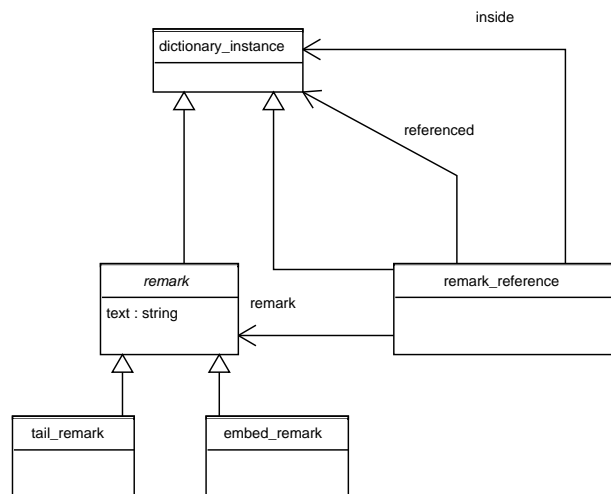 inside
dictionary_instance
referenced
remark
remark_reference
text : string
remark
tail_remark
embed_remark